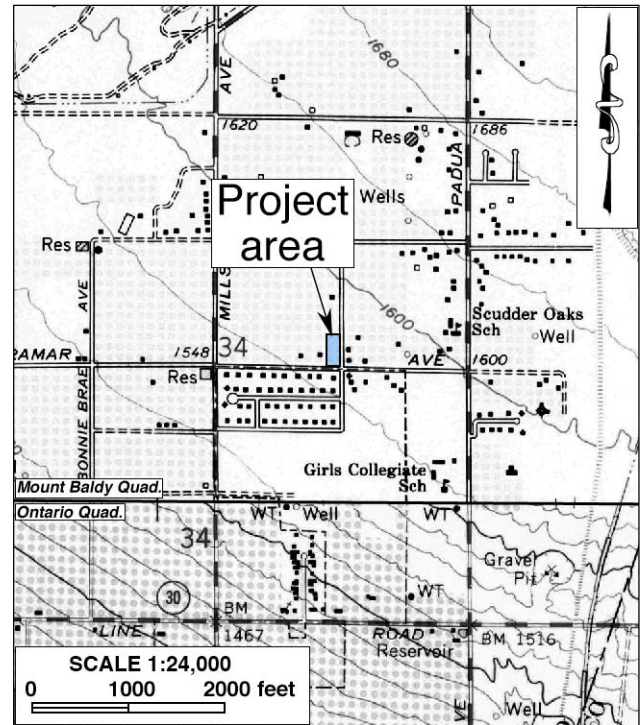 AVE
1680
1620
Res
1686
PADUA
Wells
Project
area
Res
AVE
MILLS
1600
Scudder Oaks
Sch
Well
RAMAR
1548
34
AVE
1600
Res
BONNIE BRAE
Girls Collegiate
Sch
Mount Baldy Quad.
Ontario Quad.
WT
Well
WT
34
Gravel
Pit
30
WT
BM
1467
LINE
ROAD
BM 1516
Reservoir
SCALE 1:24,000
0 1000 2000 feet
Well